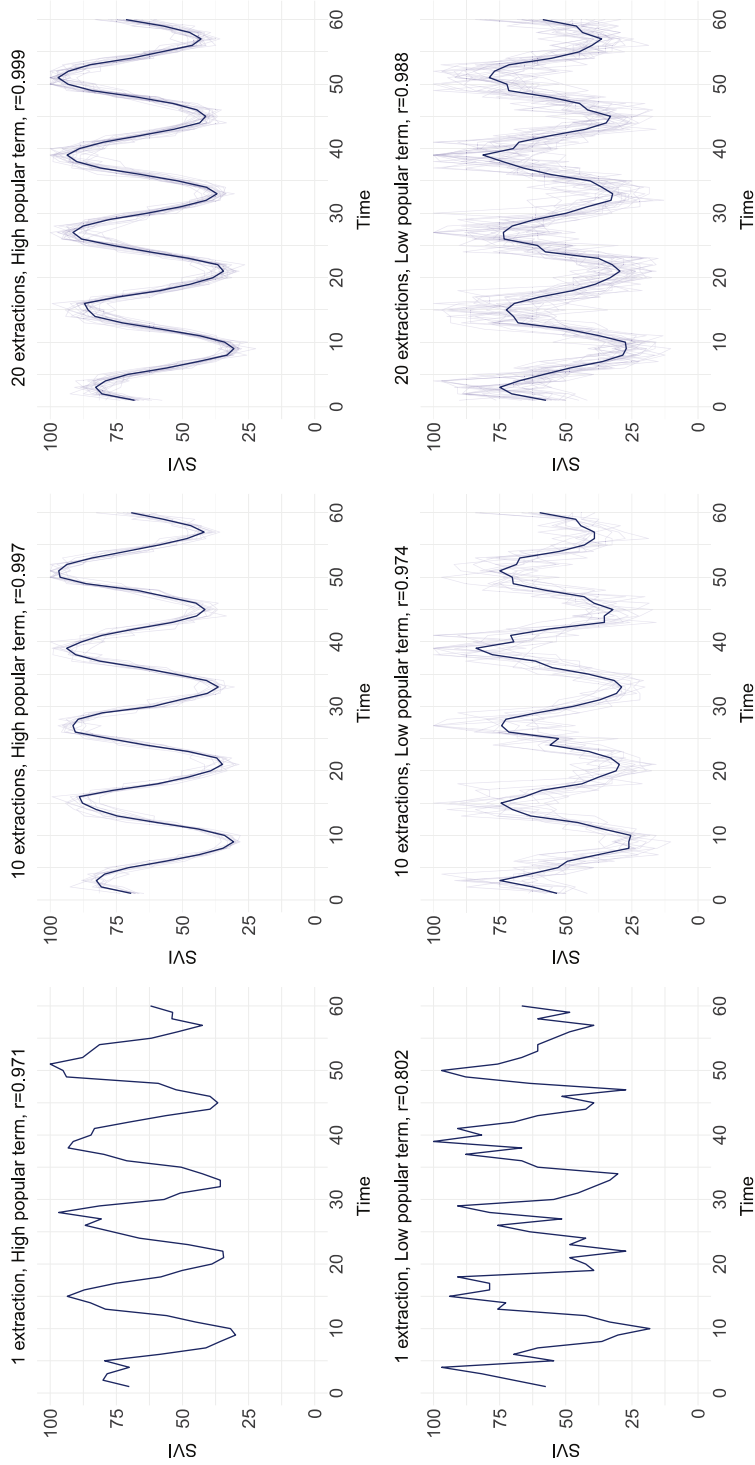 1 extraction, High popular term, r=0.971
SVI
100
75
50
25
0
0 10 20 30 40 50 60
Time
10 extractions, High popular term, r=0.997
SVI
100
75
50
25
0
0 10 20 30 40 50 60
Time
20 extractions, High popular term, r=0.999
SVI
100
75
50
25
0
0 10 20 30 40 50 60
Time
1 extraction, Low popular term, r=0.802
SVI
100
75
50
25
0
0 10 20 30 40 50 60
Time
10 extractions, Low popular term, r=0.974
SVI
100
75
50
25
0
0 10 20 30 40 50 60
Time
20 extractions, Low popular term, r=0.988
SVI
100
75
50
25
0
0 10 20 30 40 50 60
Time